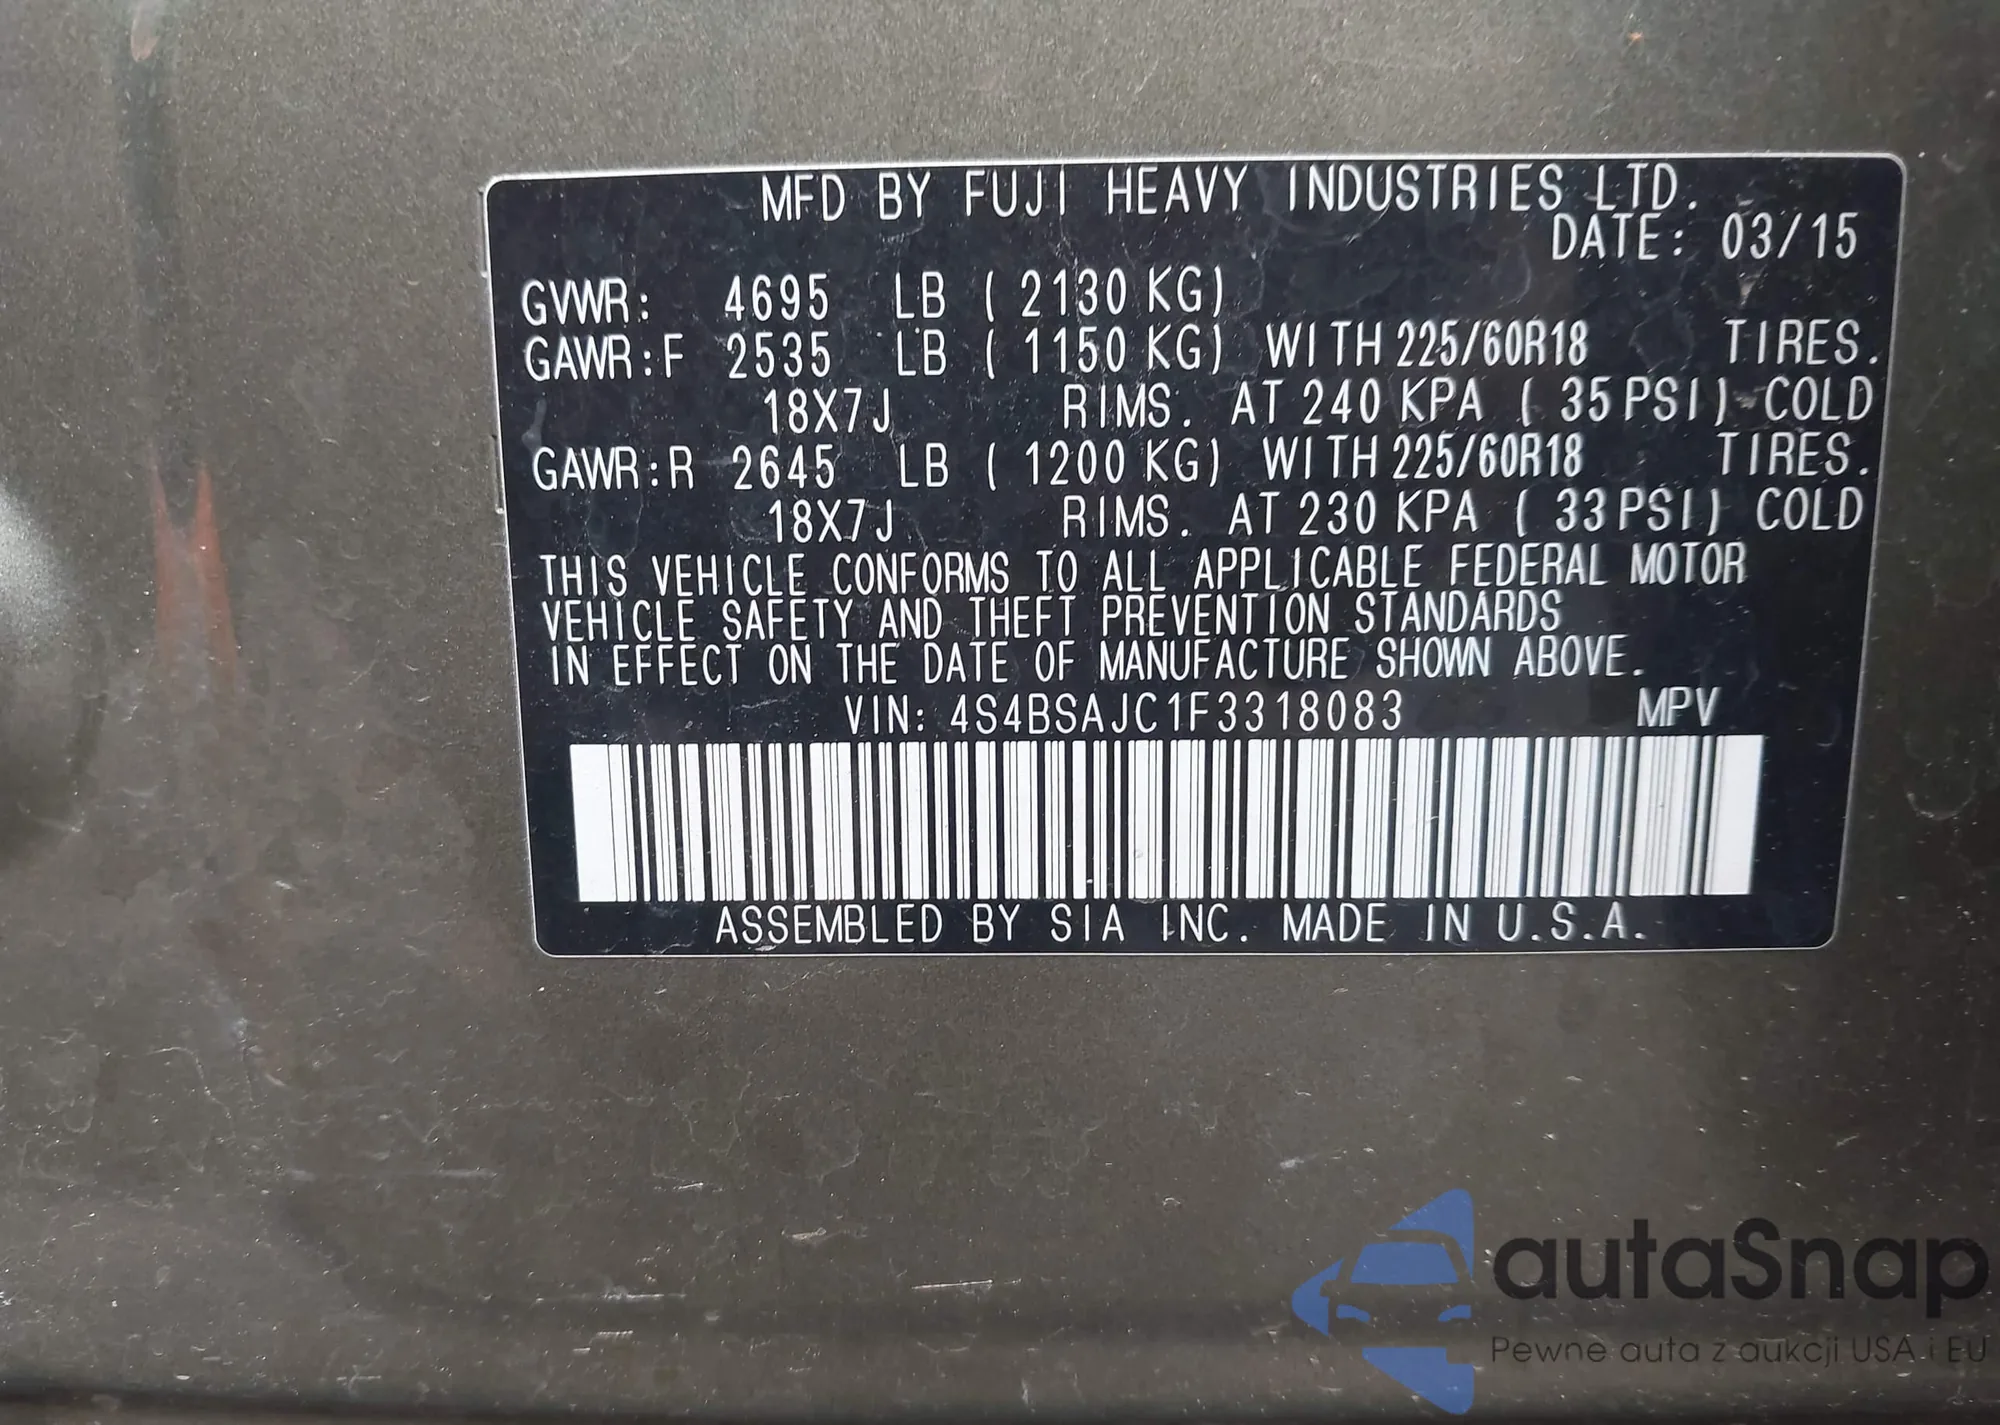 MFD BY FUJI HEAVY INDUSTRIES LTD.
DATE: 03/15
GVWR: 4695 LB ( 2130 KG)
GAWR:F 2535 LB ( 1150 KG) WITH 225/60R18 TIRES.
18X7J RIMS. AT 240 KPA ( 35 PSI) COLD
GAWR:R 2645 LB ( 1200 KG) WITH 225/60R18 TIRES.
18X7J RIMS. AT 230 KPA ( 33 PSI) COLD
THIS VEHICLE CONFORMS TO ALL APPLICABLE FEDERAL MOTOR
VEHICLE SAFETY AND THEFT PREVENTION STANDARDS
IN EFFECT ON THE DATE OF MANUFACTURE SHOWN ABOVE.
VIN: 4S4BSAJC1F3318083 MPV
ASSEMBLED BY SIA INC. MADE IN U.S.A.
autaSnap
Pewne auta z aukcji USA i EU